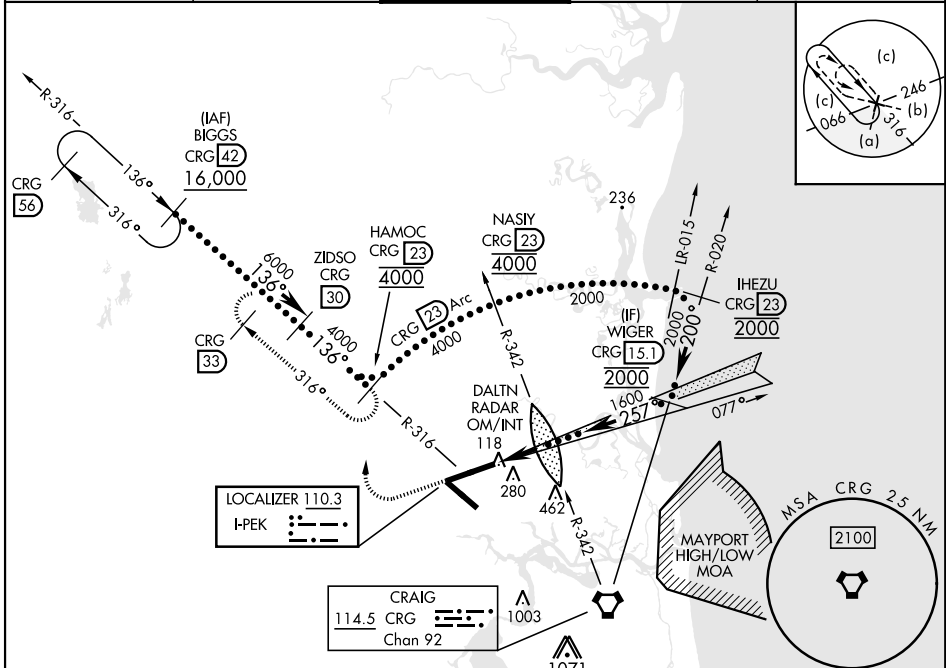 R-316
(IAF)
BIGGS
CRG 42
16,000
136°
316°
CRG
56
(c)
(c)
246
066
(b)
316
(a)
236
NASIY
CRG 23
4000
HAMOC
CRG 23
4000
ZIDSO
CRG
30
6000
136°
4000
136°
CRG
33
316°
CRG 23 Arc
4000
2000
LR-015
R-020
IHEZU
CRG 23
2000
(IF)
WIGER
CRG 15.1
2000
2000
200°
R-342
R-316
DALTN
RADAR
OM/INT
118
1600
257°
077°
280
462
R-342
LOCALIZER 110.3
I-PEK
MAYPORT
HIGH/LOW
MOA
MSA CRG 25 NM
2100
CRAIG
114.5 CRG
Chan 92
1003
1071